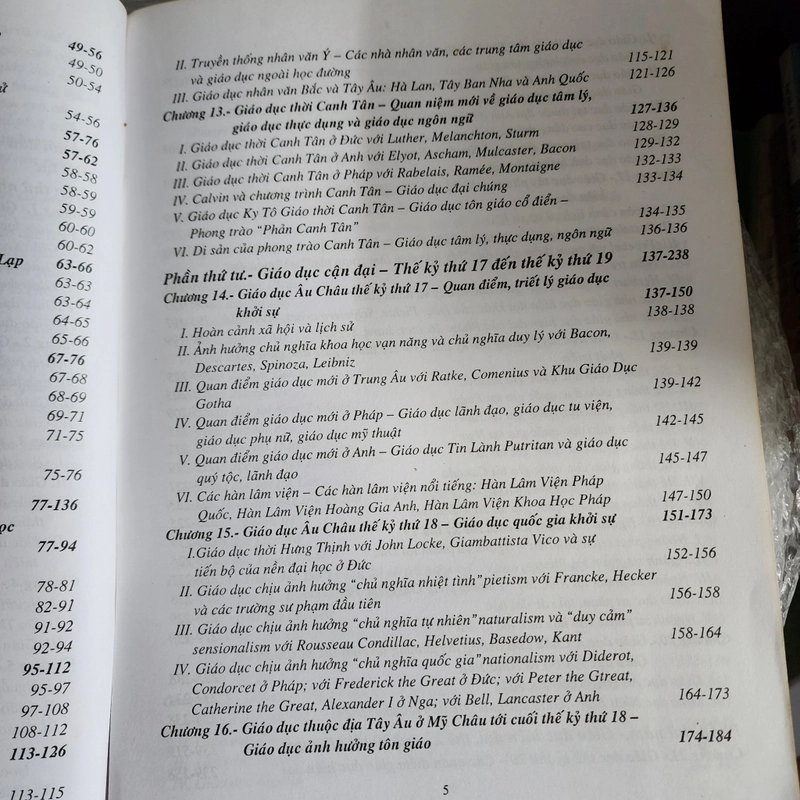 49-56
49-50
50-54
54-56
57-76
57-62
58-58
58-59
59-59
60-60
60-62
Lạp 63-66
63-63
63-64
64-65
65-66
67-76
67-68
68-69
69-71
71-75
75-76
77-136
ọc
77-94
78-81
82-91
91-92
92-94
95-112
95-97
97-108
108-112
113-126
113-115
II. Truyền thống nhân văn Ý – Các nhà nhân văn, các trung tâm giáo dục
và giáo dục ngoài học đường 115-121
III. Giáo dục nhân văn Bắc và Tây Âu: Hà Lan, Tây Ban Nha và Anh Quốc 121-126
Chương 13.- Giáo dục thời Canh Tân – Quan niệm mới về giáo dục tâm lý,
giáo dục thực dụng và giáo dục ngôn ngữ 127-136
I. Giáo dục thời Canh Tân ở Đức với Luther, Melanchton, Sturm 128-129
II. Giáo dục thời Canh Tân ở Anh với Elyot, Ascham, Mulcaster, Bacon 129-132
III. Giáo dục thời Canh Tân ở Pháp với Rabelais, Ramée, Montaigne 132-133
IV. Calvin và chương trình Canh Tân – Giáo dục đại chúng 133-134
V. Giáo dục Ky Tô Giáo thời Canh Tân – Giáo dục tôn giáo cổ điển –
Phong trào “Phản Canh Tân” 134-135
VI. Di sản của phong trào Canh Tân – Giáo dục tâm lý, thực dụng, ngôn ngữ 136-136
Phần thứ tư.- Giáo dục cận đại – Thế kỷ thứ 17 đến thế kỷ thứ 19 137-238
Chương 14.- Giáo dục Âu Châu thế kỷ thứ 17 – Quan điểm, triết lý giáo dục
khởi sự 137-150
I. Hoàn cảnh xã hội và lịch sử 138-138
II. Ảnh hưởng chủ nghĩa khoa học vạn năng và chủ nghĩa duy lý với Bacon,
Descartes, Spinoza, Leibniz 139-139
III. Quan điểm giáo dục mới ở Trung Âu với Ratke, Comenius và Khu Giáo Dục
Gotha 139-142
IV. Quan điểm giáo dục mới ở Pháp – Giáo dục lãnh đạo, giáo dục tu viện,
giáo dục phụ nữ, giáo dục mỹ thuật 142-145
V. Quan điểm giáo dục mới ở Anh – Giáo dục Tin Lành Putritan và giáo dục
quý tộc, lãnh đạo 145-147
VI. Các hàn lâm viện – Các hàn lâm viện nổi tiếng: Hàn Lâm Viện Pháp
Quốc, Hàn Lâm Viện Hoàng Gia Anh, Hàn Lâm Viện Khoa Học Pháp 147-150
Chương 15.- Giáo dục Âu Châu thế kỷ thứ 18 – Giáo dục quốc gia khởi sự 151-173
I.Giáo dục thời Hưng Thịnh với John Locke, Giambattista Vico và sự
tiến bộ của nền đại học ở Đức 152-156
II. Giáo dục chịu ảnh hưởng “chủ nghĩa nhiệt tình”pietism với Francke, Hecker
và các trường sư phạm đầu tiên 156-158
III. Giáo dục chịu ảnh hưởng “chủ nghĩa tự nhiên”naturalism và “duy cảm”
sensionalism với Rousseau Condillac, Helvetius, Basedow, Kant 158-164
IV. Giáo dục chịu ảnh hưởng “chủ nghĩa quốc gia”nationalism với Diderot,
Condorcet ở Pháp; với Frederick the Great ở Đức; với Peter the Gtreat,
Catherine the Great, Alexander I ở Nga; với Bell, Lancaster ở Anh 164-173
Chương 16.- Giáo dục thuộc địa Tây Âu ở Mỹ Châu tới cuối thế kỷ thứ 18 –
Giáo dục ảnh hưởng tôn giáo 174-184
5